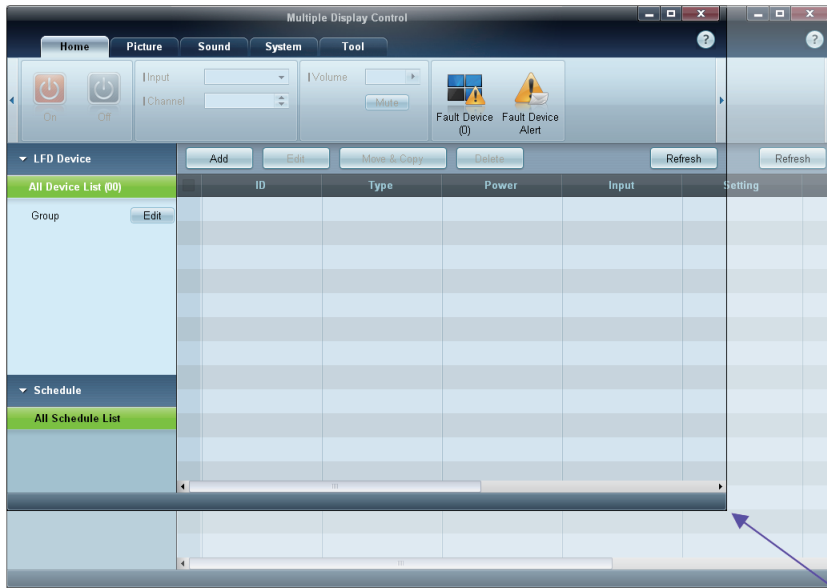 Multiple Display Control
Home Picture Sound System Tool ? ?
On Off Input Channel Volume Mute Fault Device (0) Fault Device Alert
LFD Device Add Edit Move & Copy Delete Refresh Refresh
All Device List (00) ID Type Power Input Setting
Group Edit
Schedule
All Schedule List